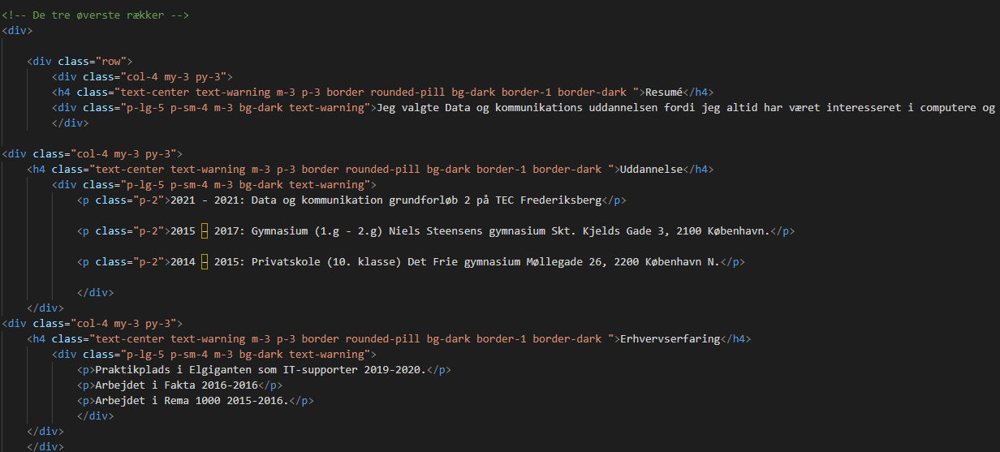 <!-- De tre øverste rækker -->
<div>
<div class="row">
<div class="col-4 my-3 py-3">
<h4 class="text-center text-warning m-3 p-3 border rounded-pill bg-dark border-1 border-dark ">Resumé</h4>
<div class="p-lg-5 p-sm-4 m-3 bg-dark text-warning">Jeg valgte Data og kommunikations uddannelsen fordi jeg altid har været interesseret i computere og
</div>
<div class="col-4 my-3 py-3">
<h4 class="text-center text-warning m-3 p-3 border rounded-pill bg-dark border-1 border-dark ">Uddannelse</h4>
<div class="p-lg-5 p-sm-4 m-3 bg-dark text-warning">
<p class="p-2">2021 - 2021: Data og kommunikation grundforløb 2 på TEC Frederiksberg</p>
<p class="p-2">2015 – 2017: Gymnasium (1.g - 2.g) Niels Steensens gymnasium Skt. Kjelds Gade 3, 2100 København.</p>
<p class="p-2">2014 – 2015: Privatskole (10. klasse) Det Frie gymnasium Møllegade 26, 2200 København N.</p>
</div>
</div>
<div class="col-4 my-3 py-3">
<h4 class="text-center text-warning m-3 p-3 border rounded-pill bg-dark border-1 border-dark ">Erhvervserfaring</h4>
<div class="p-lg-5 p-sm-4 m-3 bg-dark text-warning">
<p>Praktikplads i Elgiganten som IT-supporter 2019-2020.</p>
<p>Arbejdet i Fakta 2016-2016</p>
<p>Arbejdet i Rema 1000 2015-2016.</p>
</div>
</div>
</div>